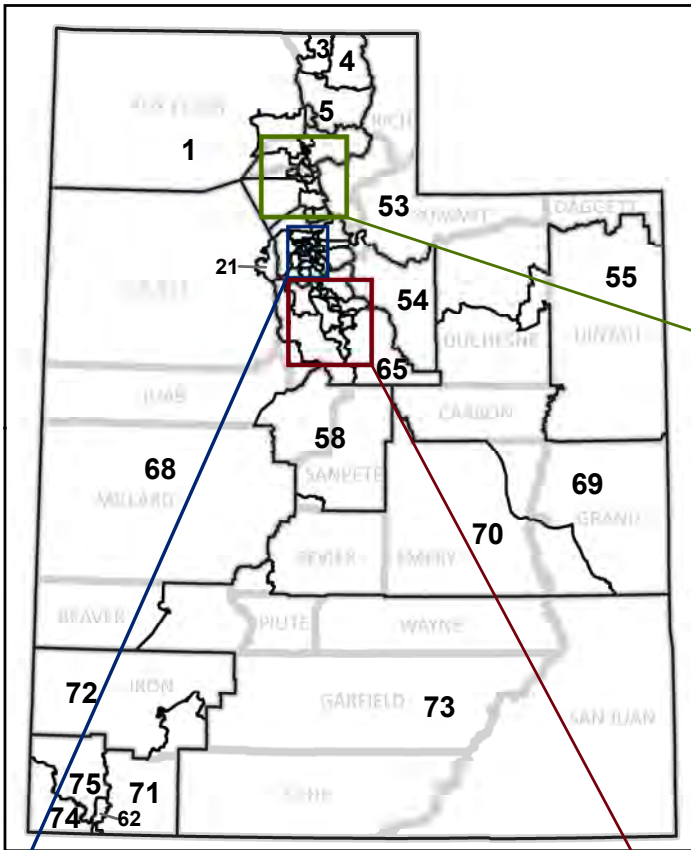 3
4
5
RICH
1
53
SUMMIT
DAGGETT
21
54
55
DUCHESNE
UINTAH
65
JUAB
CARBON
58
68
SANPETE
MILLARD
69
GRAND
70
SEVIER
EMERY
BEAVER
PIUTE
WAYNE
72
IRON
GARFIELD
73
SAN JUAN
75
71
KANE
74
62